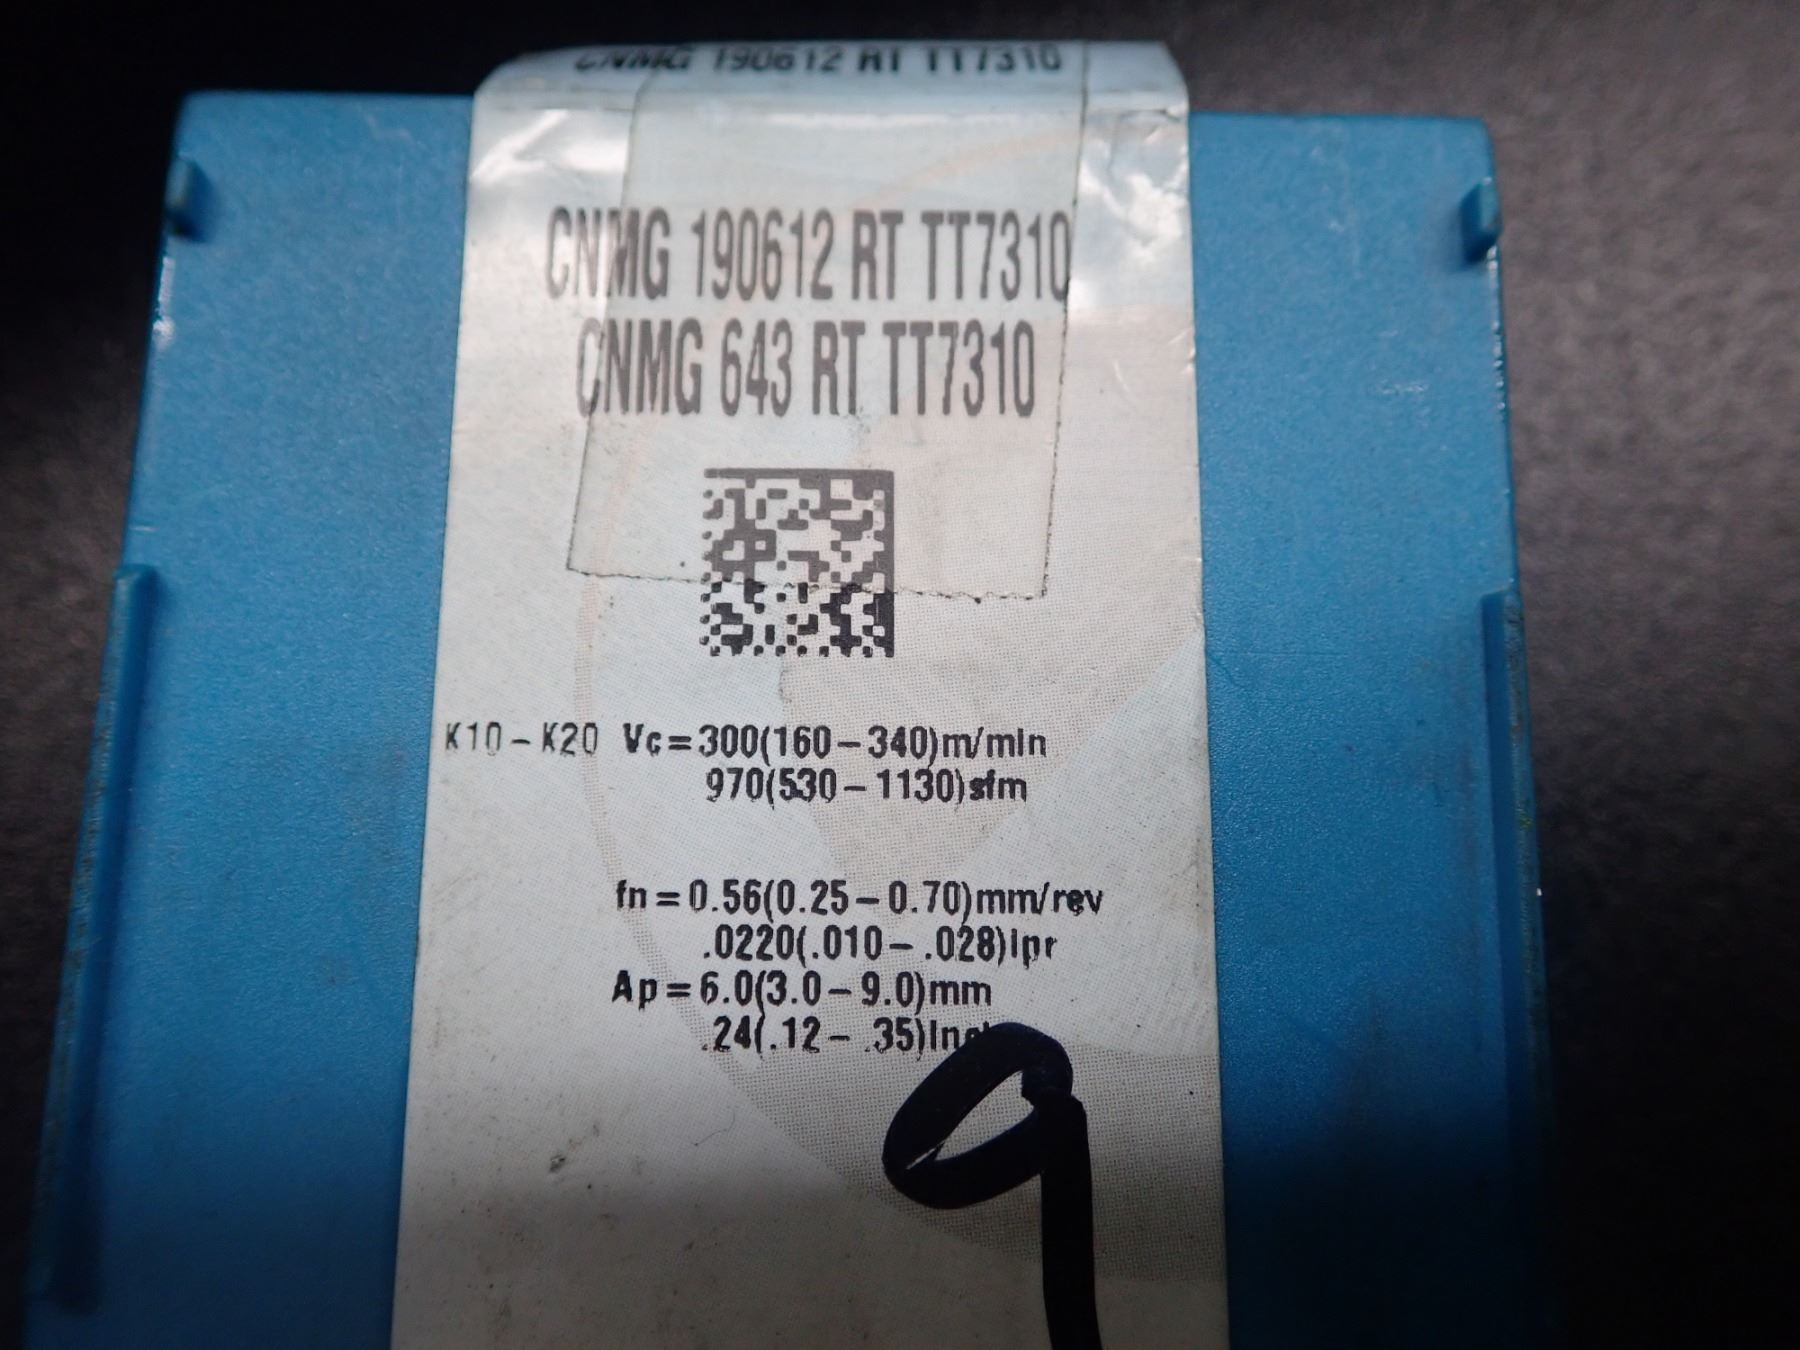 CNMG 190612 RT TT7310
CNMG 190612 RT TT7310
CNMG 643 RT TT7310
K10-K20 Vc=300(160-340)m/min
970(530-1130)sfm
fn=0.56(0.25-0.70)mm/rev
.0220(.010-.028)ipr
Ap=6.0(3.0-9.0)mm
.24(.12-.35)
9